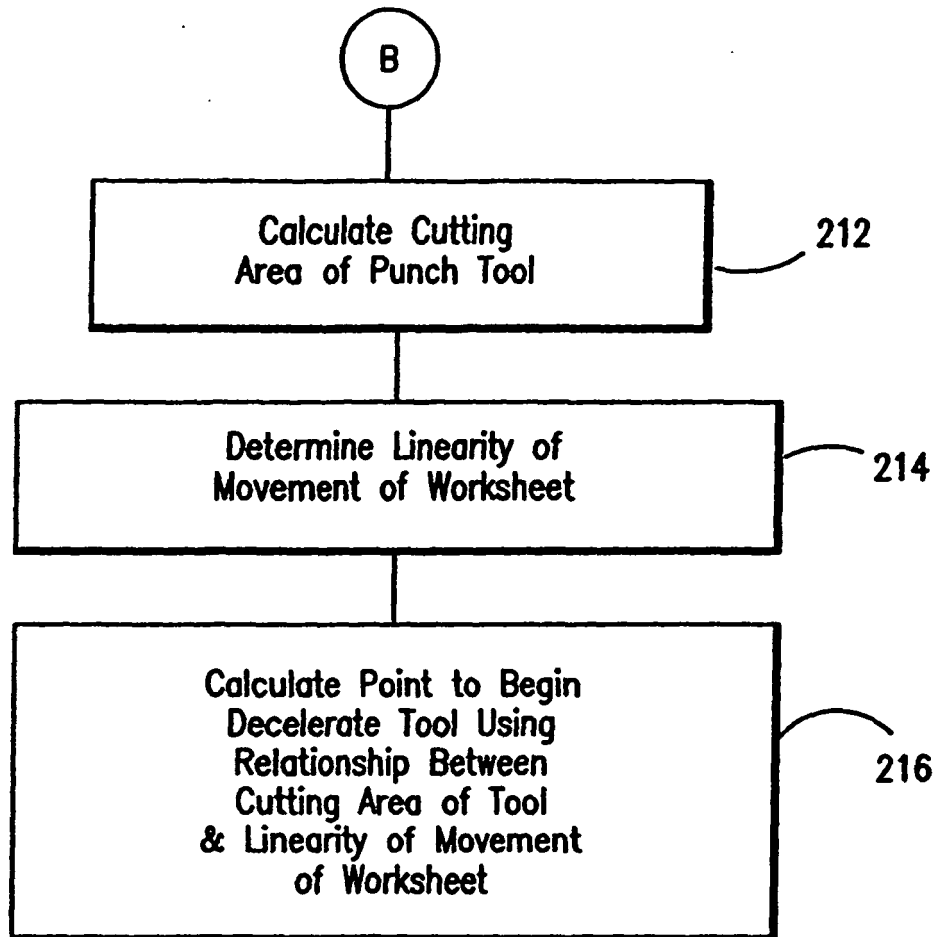 B
Calculate Cutting
Area of Punch Tool
212
Determine Linearity of
Movement of Worksheet
214
Calculate Point to Begin
Decelerate Tool Using
Relationship Between
Cutting Area of Tool
& Linearity of Movement
of Worksheet
216